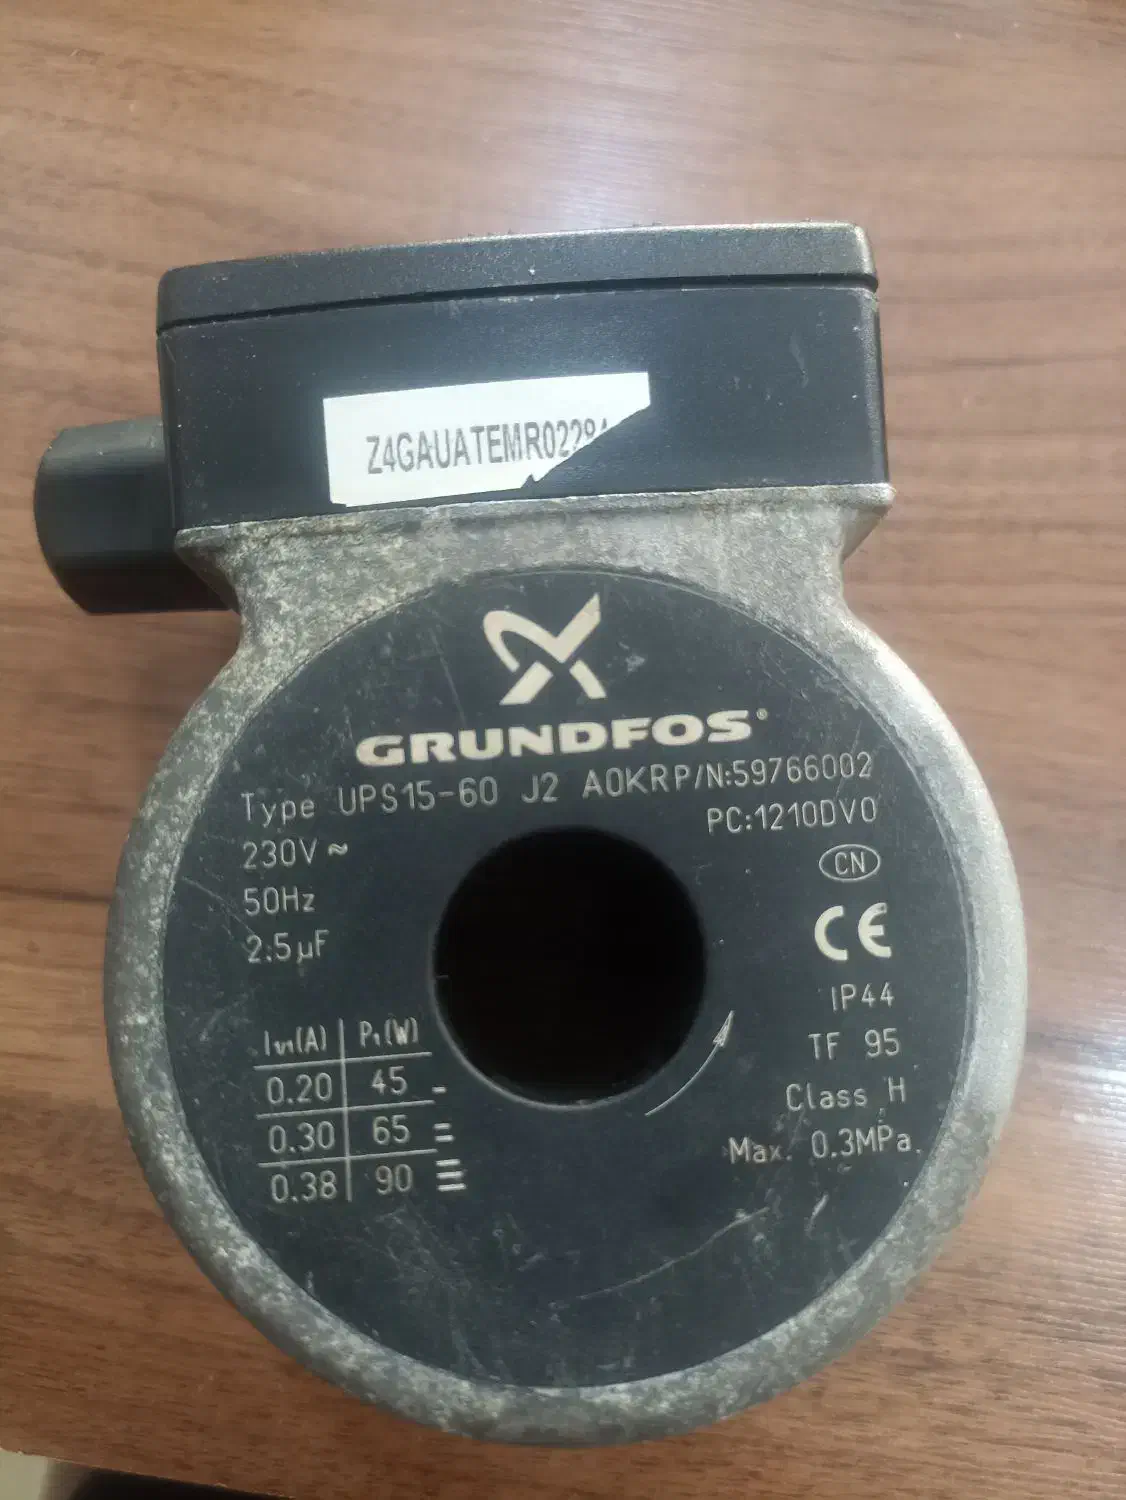 Z4GAUATEMR0228
GRUNDFOS®
Type UPS15-60 J2 A0KR P/N:59766002
PC:1210DV0
230V ~
CN
50Hz
CE
2.5µF
IP44
TF 95
Class H
Max. 0.3MPa
I₁/₁(A) P₁(W)
0.20 45
0.30 65
0.38 90